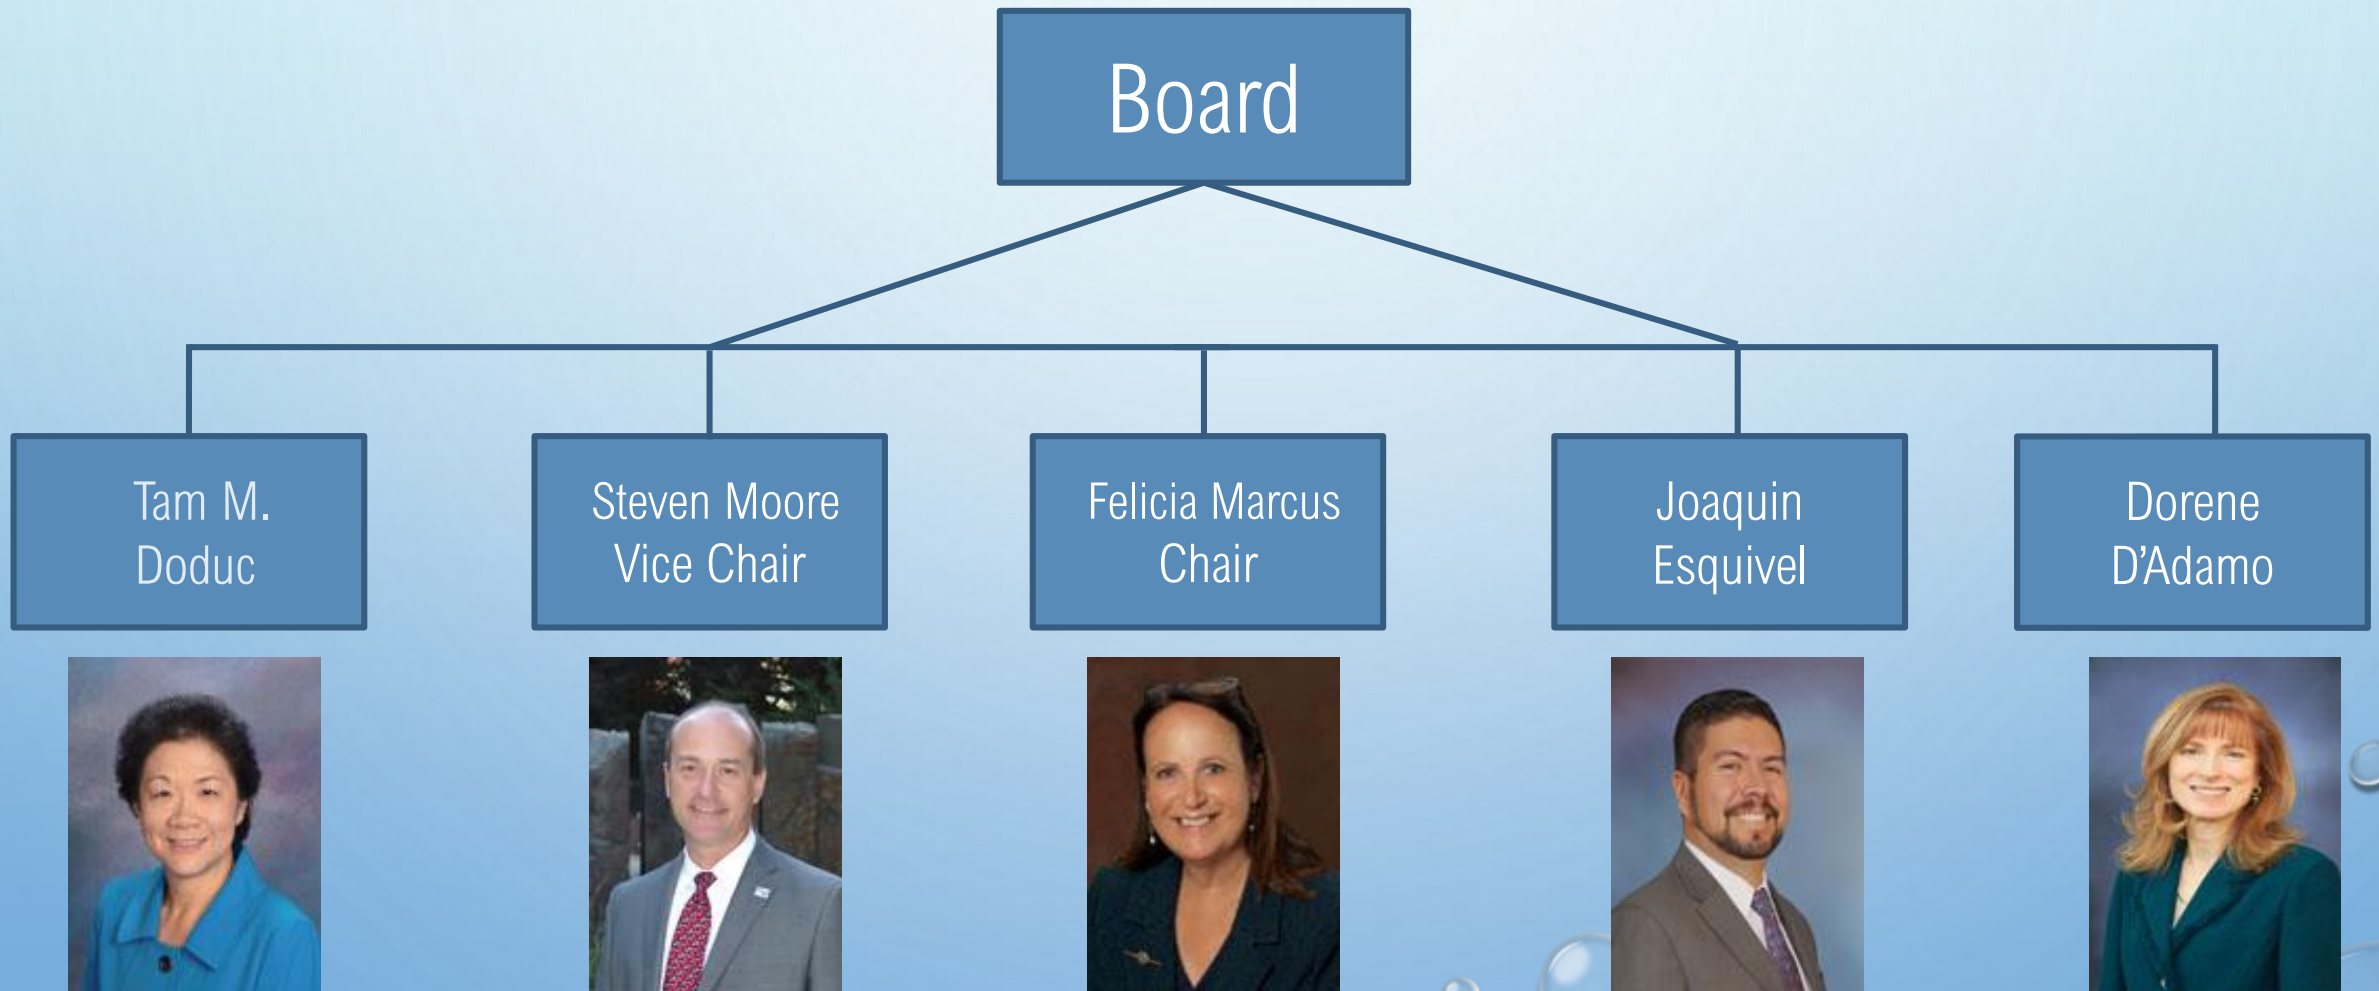 Board
Tam M.
Doduc
Steven Moore
Vice Chair
Felicia Marcus
Chair
Joaquin
Esquivel
Dorene
D’Adamo